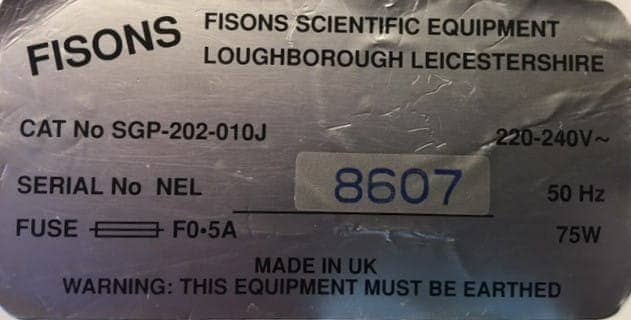 FISONS
FISONS SCIENTIFIC EQUIPMENT
LOUGHBOROUGH LEICESTERSHIRE
CAT No SGP-202-010J 220-240V~
SERIAL No NEL 8607 50 Hz
FUSE F0·5A 75W
MADE IN UK
WARNING: THIS EQUIPMENT MUST BE EARTHED